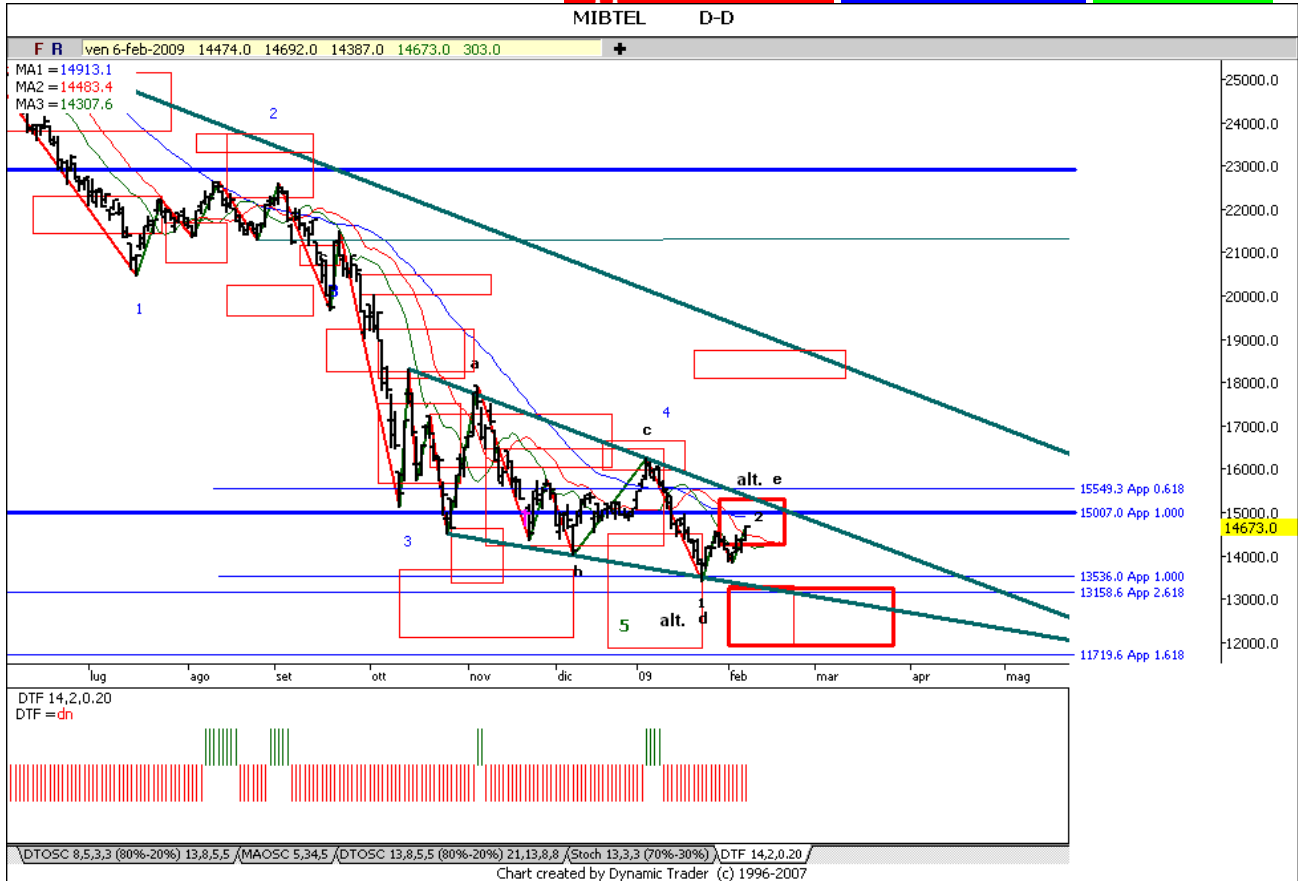 MIBTEL D-D
F R ven 6-feb-2009 14474.0 14692.0 14387.0 14673.0 303.0
MA1 =14913.1
MA2 =14483.4
MA3 =14307.6
25000.0
24000.0
2
23000.0
22000.0
21000.0
1
20000.0
3
19000.0
a
18000.0
4
17000.0
c
16000.0
alt. e
15549.3 App 0.618
15007.0 App 1.000
15000.0
2
14673.0
3
14000.0
b
13536.0 App 1.000
13158.6 App 2.618
13000.0
1
5
alt. d
12000.0
11719.6 App 1.618
lug ago set ott nov dic 09 feb mar apr mag
DTF 14,2,0.20
DTF =dn
DTOSC 8,5,3,3 (80%-20%) 13,8,5,5 MAOSC 5,34,5 DTOSC 13,8,5,5 (80%-20%) 21,13,8,8 Stoch 13,3,3 (70%-30%) DTF 14,2,0.20
Chart created by Dynamic Trader (c) 1996-2007